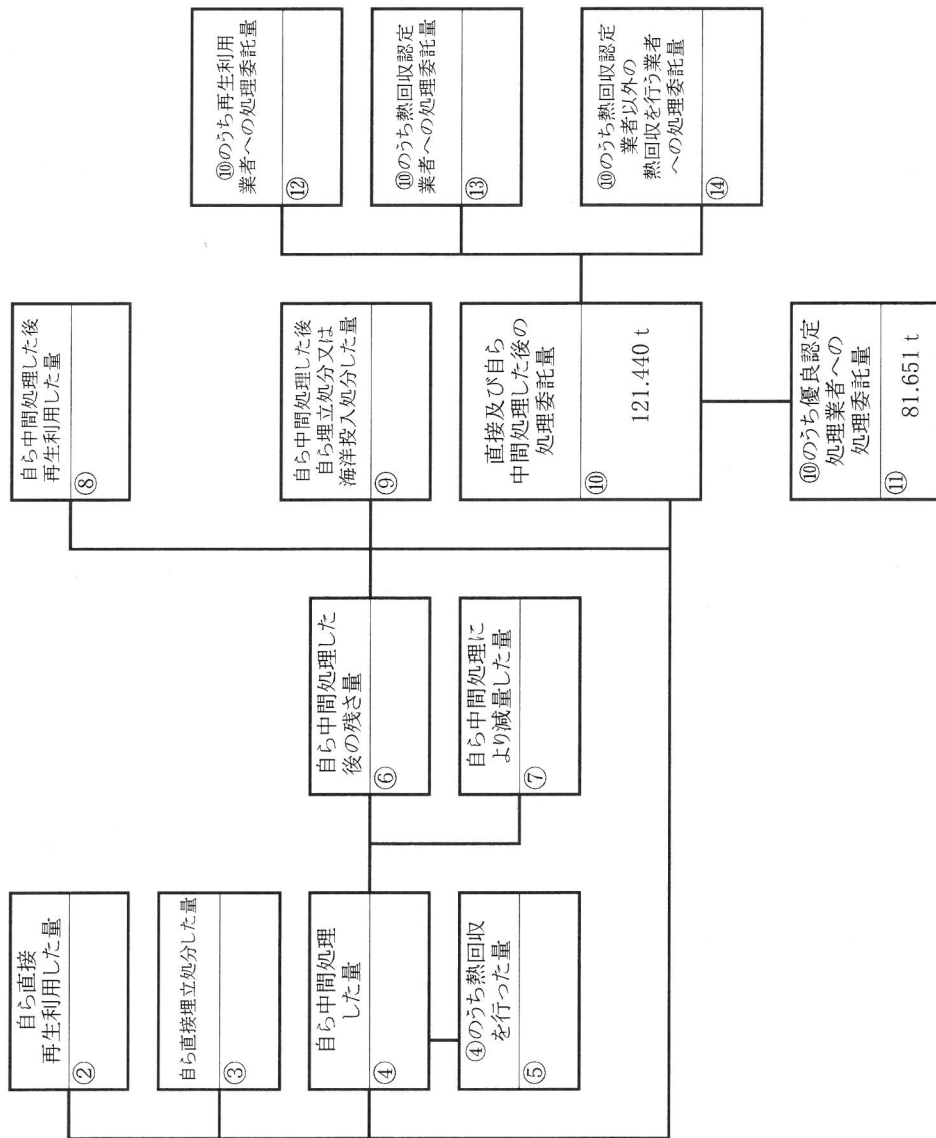 自ら直接
再生利用した量
②
自ら直接埋立処分した量
③
自ら中間処理
した量
④
④のうち熱回収
を行った量
⑤
自ら中間処理した
後の残さ量
⑥
自ら中間処理に
より減量した量
⑦
自ら中間処理した後
再生利用した量
⑧
自ら中間処理した後
自ら埋立処分又は
海洋投入処分した量
⑨
直接及び自ら
中間処理した後の
処理委託量
⑩
121.440 t
⑩のうち優良認定
処理業者への
処理委託量
⑪
81.651 t
⑩のうち再生利用
業者への処理委託量
⑫
⑩のうち熱回収認定
業者への処理委託量
⑬
⑩のうち熱回収認定
業者以外の
熱回収を行う業者
への処理委託量
⑭